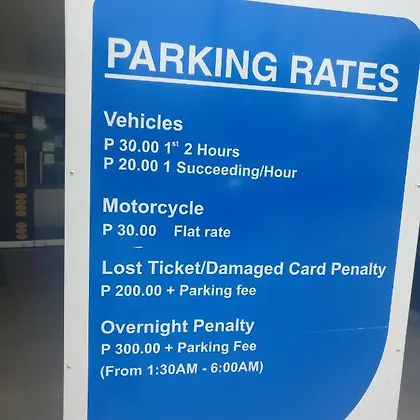 PARKING RATES
Vehicles
P 30.00 1st 2 Hours
P 20.00 1 Succeeding/Hour
Motorcycle
P 30.00 Flat rate
Lost Ticket/Damaged Card Penalty
P 200.00 + Parking fee
Overnight Penalty
P 300.00 + Parking Fee
(From 1:30AM - 6:00AM)